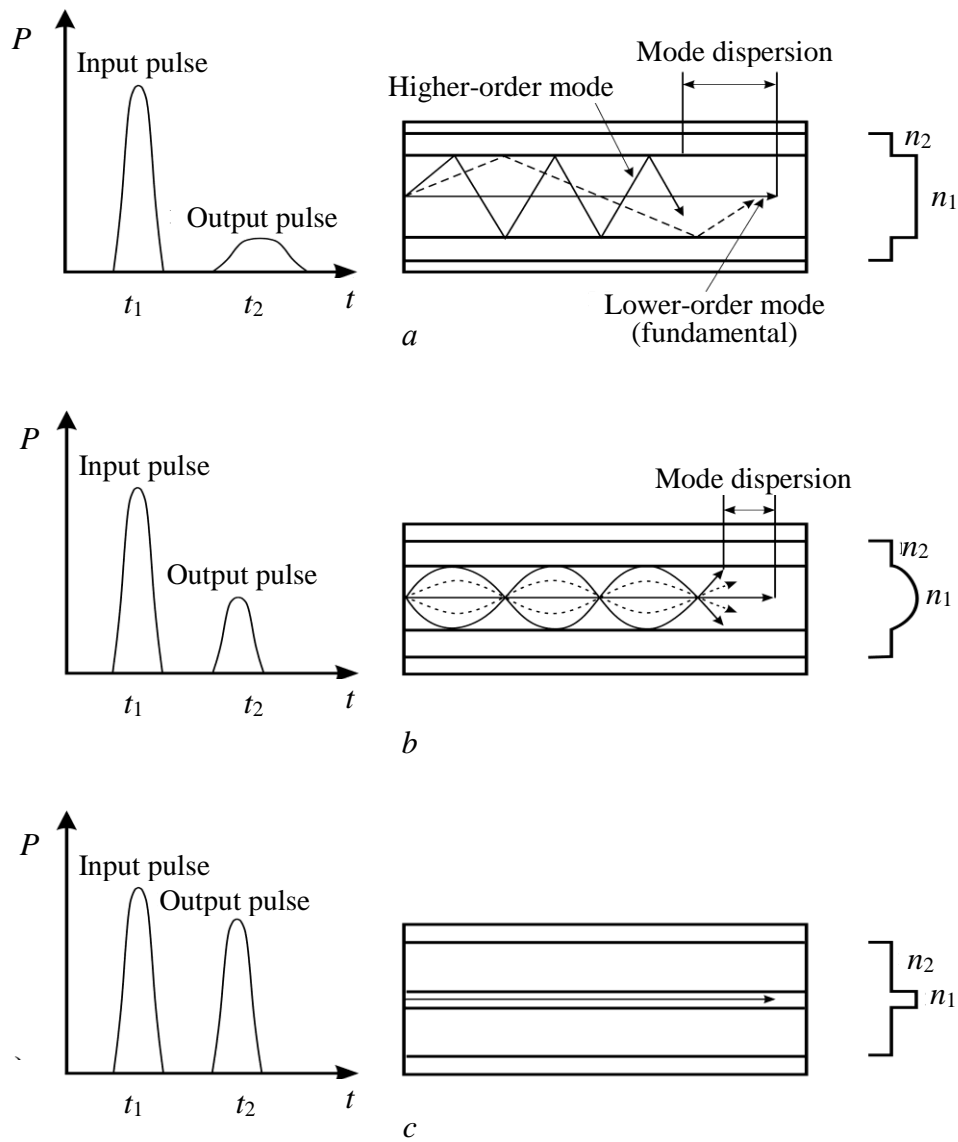 P
Input pulse
Output pulse
t1
t2
t
Mode dispersion
Higher-order mode
n2
n1
Lower-order mode
(fundamental)
a
P
Input pulse
Output pulse
t1
t2
t
Mode dispersion
n2
n1
b
P
Input pulse
Output pulse
t1
t2
t
n2
n1
c